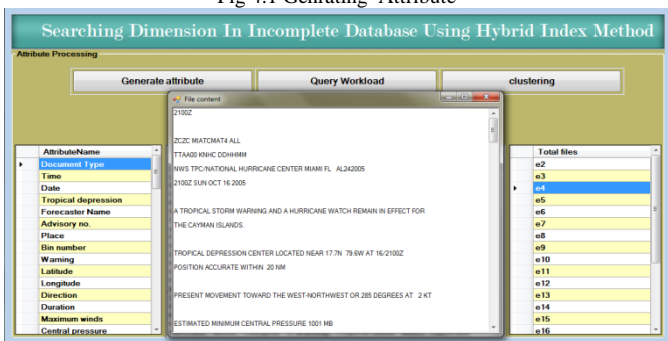 Fig 4.1 Genrating Attribute
Searching Dimension In Incomplete Database Using Hybrid Index Method
Attribute Processing
Generate attribute
Query Workload
clustering
File content
2100Z
ZCZC MIATCMAT4 ALL
TTAA00 KNHC DDHHMM
NWS TPC/NATIONAL HURRICANE CENTER MIAMI FL AL242005
2100Z SUN OCT 16 2005
A TROPICAL STORM WARNING AND A HURRICANE WATCH REMAIN IN EFFECT FOR
THE CAYMAN ISLANDS.
TROPICAL DEPRESSION CENTER LOCATED NEAR 17.7N 79.6W AT 16/2100Z
POSITION ACCURATE WITHIN 20 NM
PRESENT MOVEMENT TOWARD THE WEST-NORTHWEST OR 285 DEGREES AT 2 KT
ESTIMATED MINIMUM CENTRAL PRESSURE 1001 MB
AttributeName
Document Type
Time
Date
Tropical depression
Forecaster Name
Advisory no.
Place
Bin number
Warning
Latitude
Longitude
Direction
Duration
Maximum winds
Central pressure
Total files
e2
e3
e4
e5
e6
e7
e8
e9
e10
e11
e12
e13
e14
e15
e16